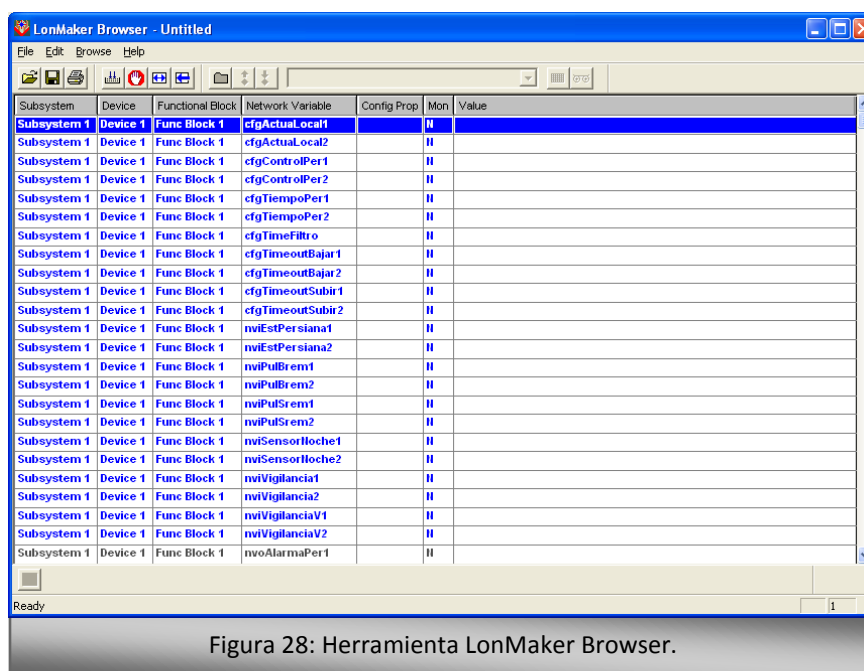 LonMaker Browser - Untitled
File Edit Browse Help
Subsystem Device Functional Block Network Variable Config Prop Mon Value
Subsystem 1 Device 1 Func Block 1 cfgActuaLocal1 N
Subsystem 1 Device 1 Func Block 1 cfgActuaLocal2 N
Subsystem 1 Device 1 Func Block 1 cfgControlPer1 N
Subsystem 1 Device 1 Func Block 1 cfgControlPer2 N
Subsystem 1 Device 1 Func Block 1 cfgTiempoPer1 N
Subsystem 1 Device 1 Func Block 1 cfgTiempoPer2 N
Subsystem 1 Device 1 Func Block 1 cfgTimeFiltro N
Subsystem 1 Device 1 Func Block 1 cfgTimeoutBajar1 N
Subsystem 1 Device 1 Func Block 1 cfgTimeoutBajar2 N
Subsystem 1 Device 1 Func Block 1 cfgTimeoutSubir1 N
Subsystem 1 Device 1 Func Block 1 cfgTimeoutSubir2 N
Subsystem 1 Device 1 Func Block 1 nviEstPersiana1 N
Subsystem 1 Device 1 Func Block 1 nviEstPersiana2 N
Subsystem 1 Device 1 Func Block 1 nviPulBrem1 N
Subsystem 1 Device 1 Func Block 1 nviPulBrem2 N
Subsystem 1 Device 1 Func Block 1 nviPulSrem1 N
Subsystem 1 Device 1 Func Block 1 nviPulSrem2 N
Subsystem 1 Device 1 Func Block 1 nviSensorNoche1 N
Subsystem 1 Device 1 Func Block 1 nviSensorNoche2 N
Subsystem 1 Device 1 Func Block 1 nviVigilancia1 N
Subsystem 1 Device 1 Func Block 1 nviVigilancia2 N
Subsystem 1 Device 1 Func Block 1 nviVigilanciaV1 N
Subsystem 1 Device 1 Func Block 1 nviVigilanciaV2 N
Subsystem 1 Device 1 Func Block 1 nvoAlarmaPer1 N
Ready 1
Figura 28: Herramienta LonMaker Browser.